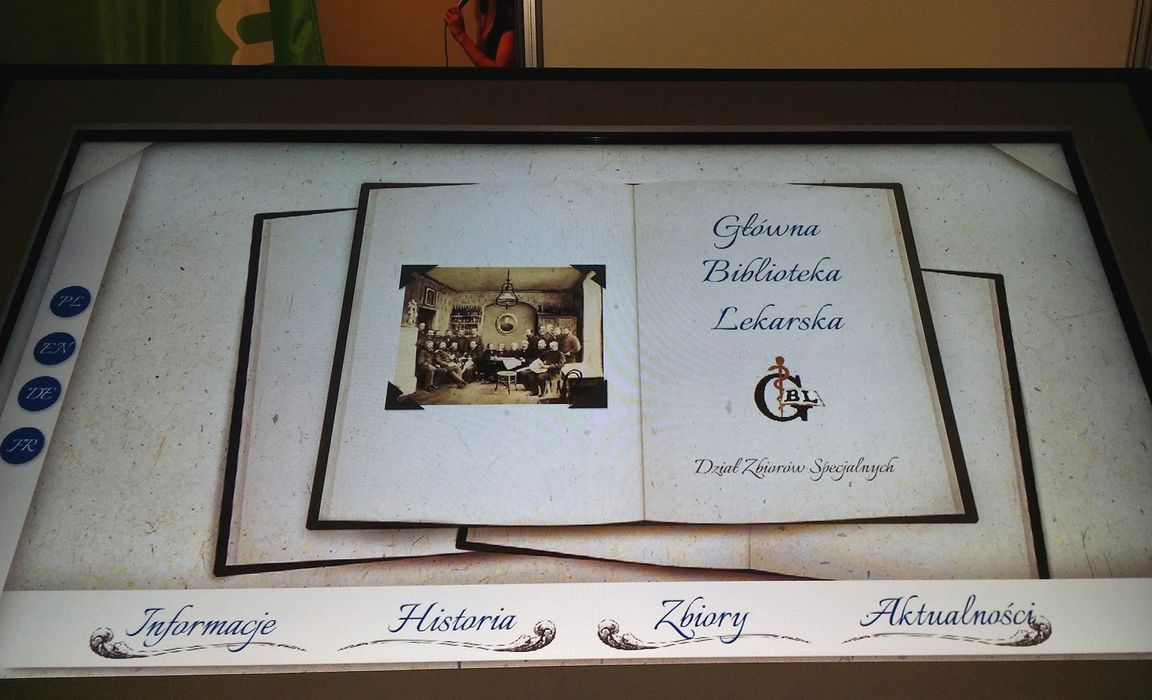 PL
EN
DE
FR
Główna
Biblioteka
Lekarska
GBL
Dział Zbiorów Specjalnych
Informacje
Historia
Zbiory
Aktualności